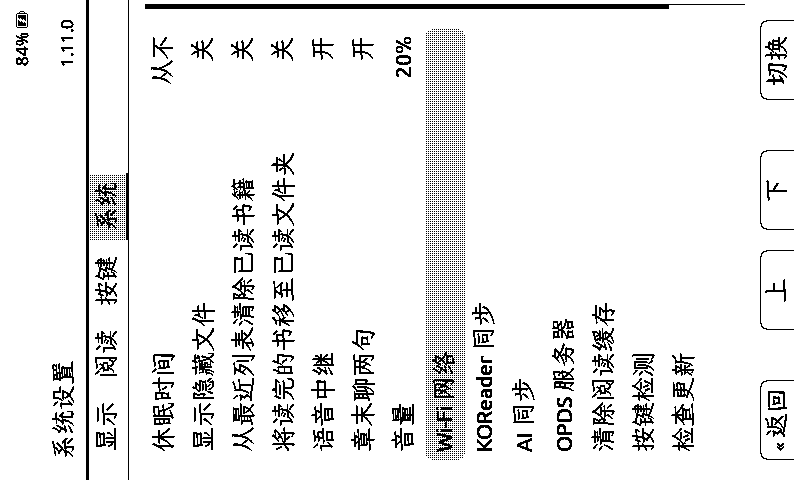 84%
系统设置 1.11.0
显示 阅读 按键 系统
休眠时间 从不
显示隐藏文件 关
从最近列表清除已读书籍 关
将读完的书移至已读文件夹 关
语音中继 开
章末聊两句 开
音量 20%
Wi-Fi 网络
KOReader 同步
AI 同步
OPDS 服务器
清除阅读缓存
按键检测
检查更新
«返回 上 下 切换